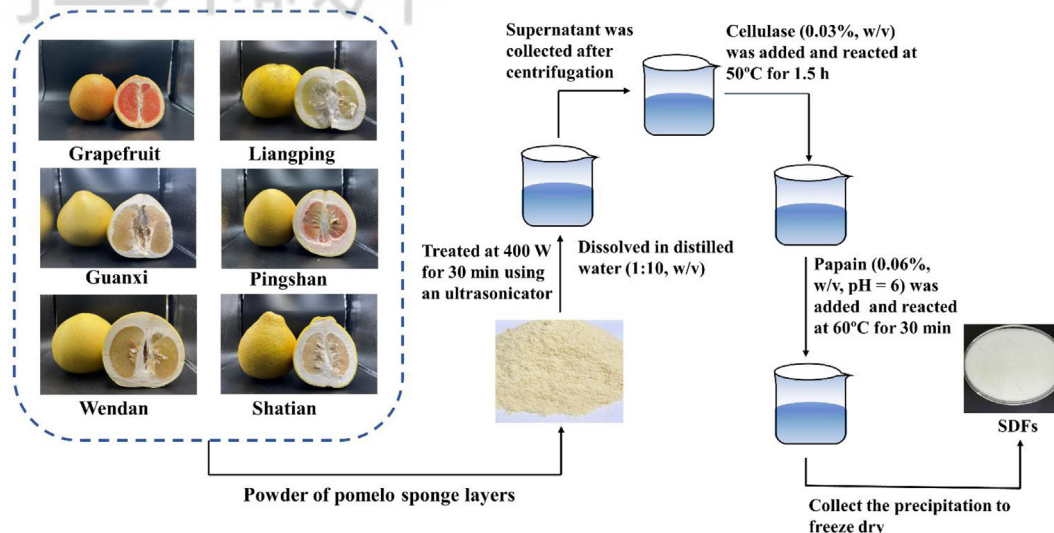 Grapefruit
Liangping
Guanxi
Pingshan
Wendan
Shatian
Powder of pomelo sponge layers
Treated at 400 W
for 30 min using
an ultrasonicator
Dissolved in distilled
water (1:10, w/v)
Supernatant was
collected after
centrifugation
Cellulase (0.03%, w/v)
was added and reacted at
50ºC for 1.5 h
Papain (0.06%,
w/v, pH = 6) was
added and reacted
at 60ºC for 30 min
SDFs
Collect the precipitation to
freeze dry